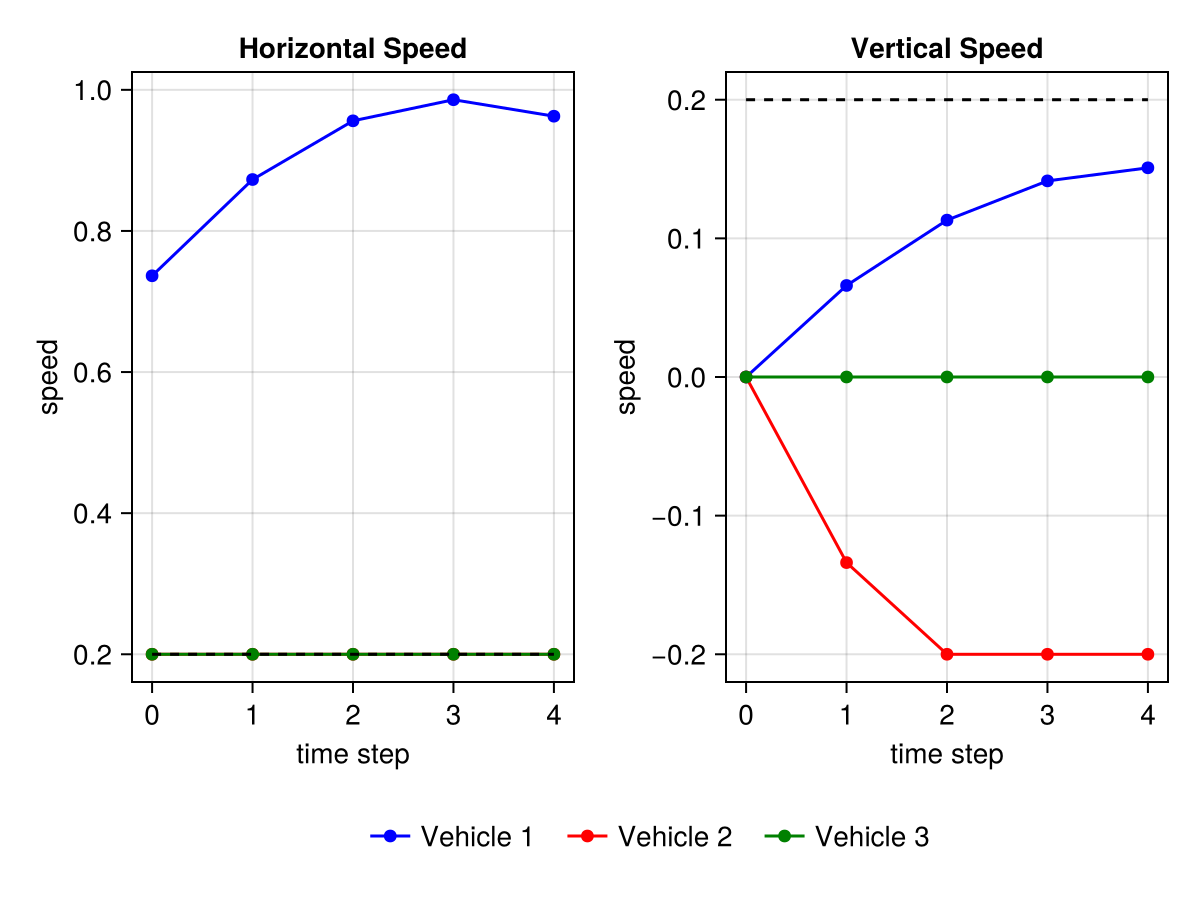 Horizontal Speed
1.0
0.8
0.6
0.4
0.2
speed
0 1 2 3 4
time step
Vertical Speed
0.2
0.1
0.0
−0.1
−0.2
speed
0 1 2 3 4
time step
Vehicle 1 Vehicle 2 Vehicle 3